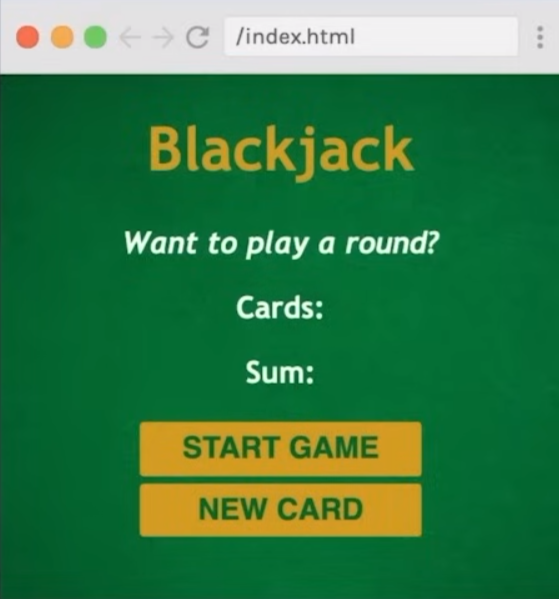 /index.html
Blackjack
Want to play a round?
Cards:
Sum:
START GAME
NEW CARD